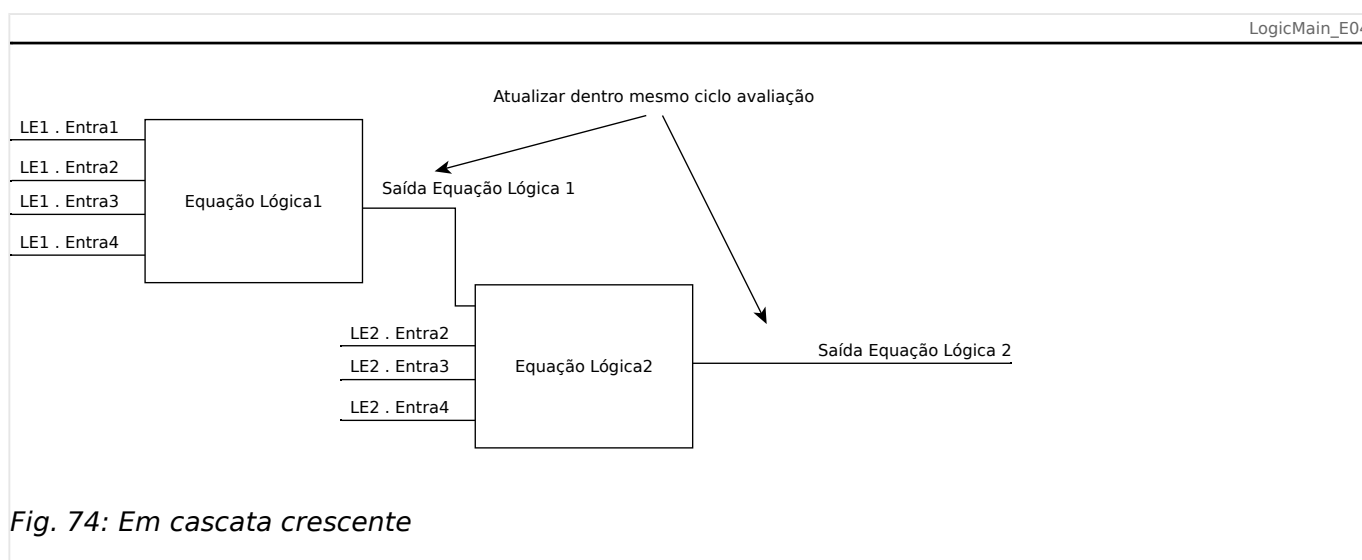 LogicMain_E04
Atualizar dentro mesmo ciclo avaliação
LE1 . Entra1
LE1 . Entra2
LE1 . Entra3
LE1 . Entra4
Equação Lógica1
Saída Equação Lógica 1
LE2 . Entra2
LE2 . Entra3
LE2 . Entra4
Equação Lógica2
Saída Equação Lógica 2
Fig. 74: Em cascata crescente